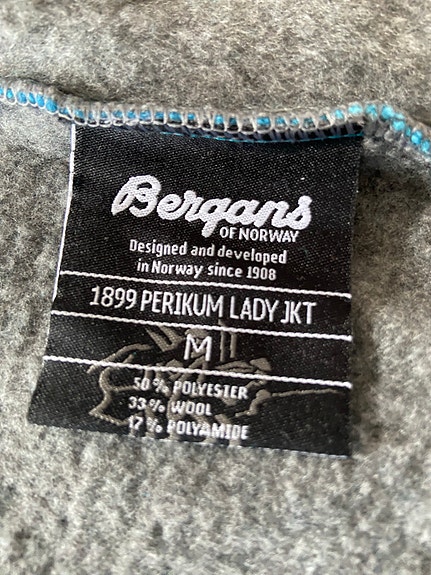 Bergans
OF NORWAY
Designed and developed
in Norway since 1908
1899 PERIKUM LADY JKT
M
50 % POLYESTER
33 % WOOL
17 % POLYAMIDE